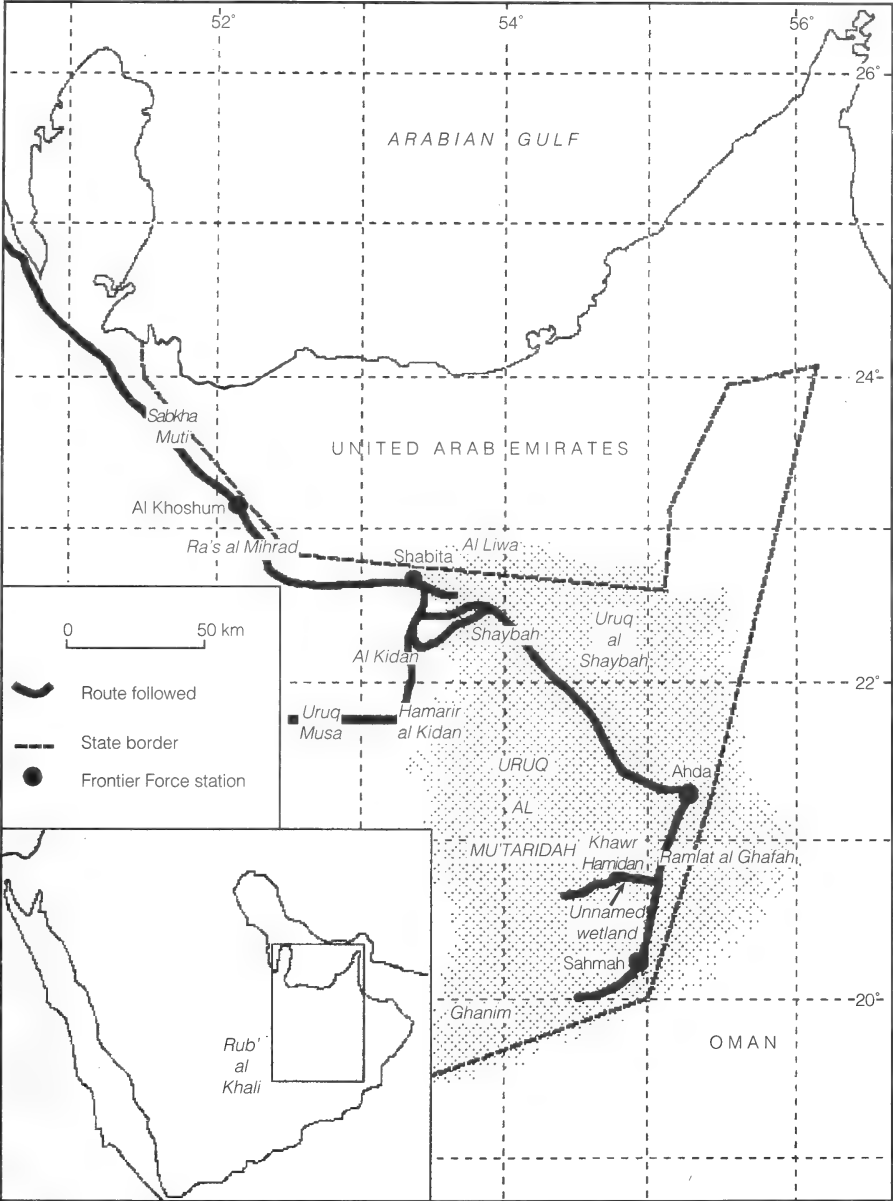 52°
54°
56°
26°
ARABIAN GULF
24°
Sabkha
Muti
UNITED ARAB EMIRATES
Al Khoshum
Ra's al Mihrad
Al Liwa
Shabita
0 50 km
Shaybah
Uruq
al
Shaybah
Al Kidan
22°
Route followed
Uruq
Musa
Hamarir
al Kidan
State border
Frontier Force station
URUQ
AL
MU'TARIDAH
Ahda
Khawr
Hamidan
Ramlat al Ghafah
Unnamed
wetland
Sahmah
20°
Ghanim
OMAN
Rub'
al
Khali